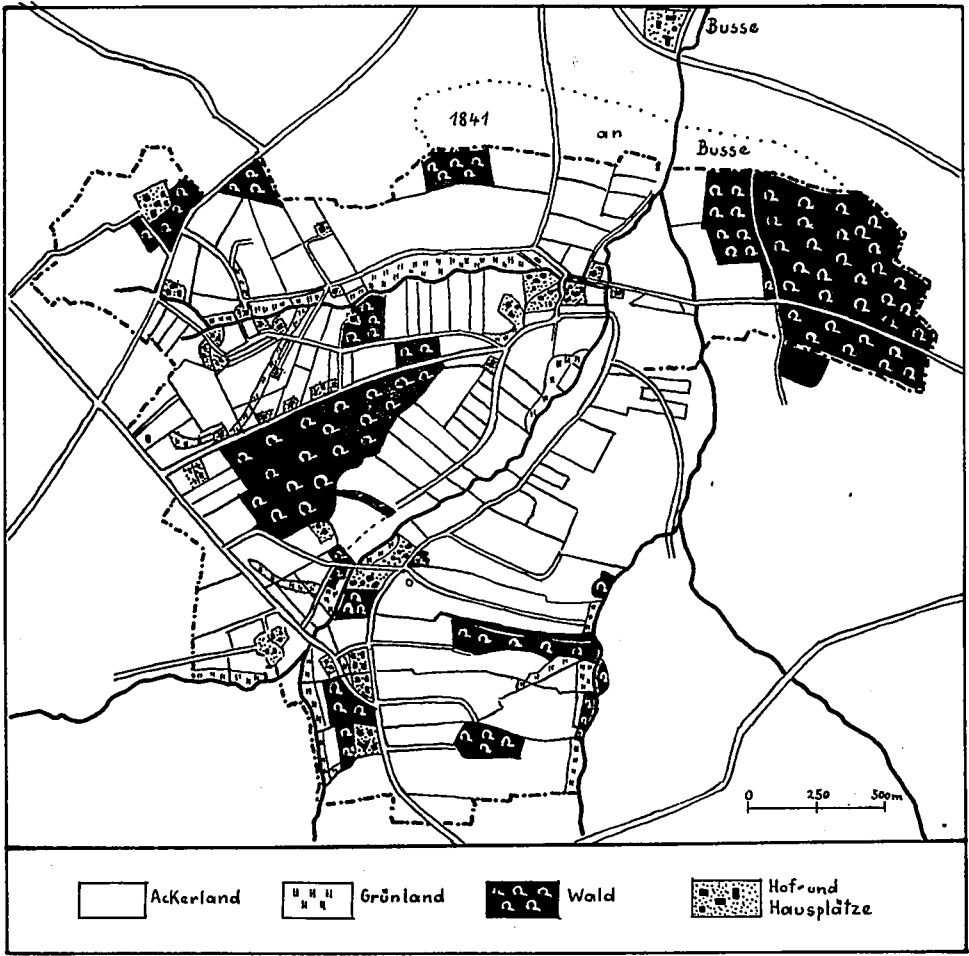 Busse
1841
an
Busse
0 250 500m
Ackerland
Grünland
Wald
Hof- und
Hausplätze